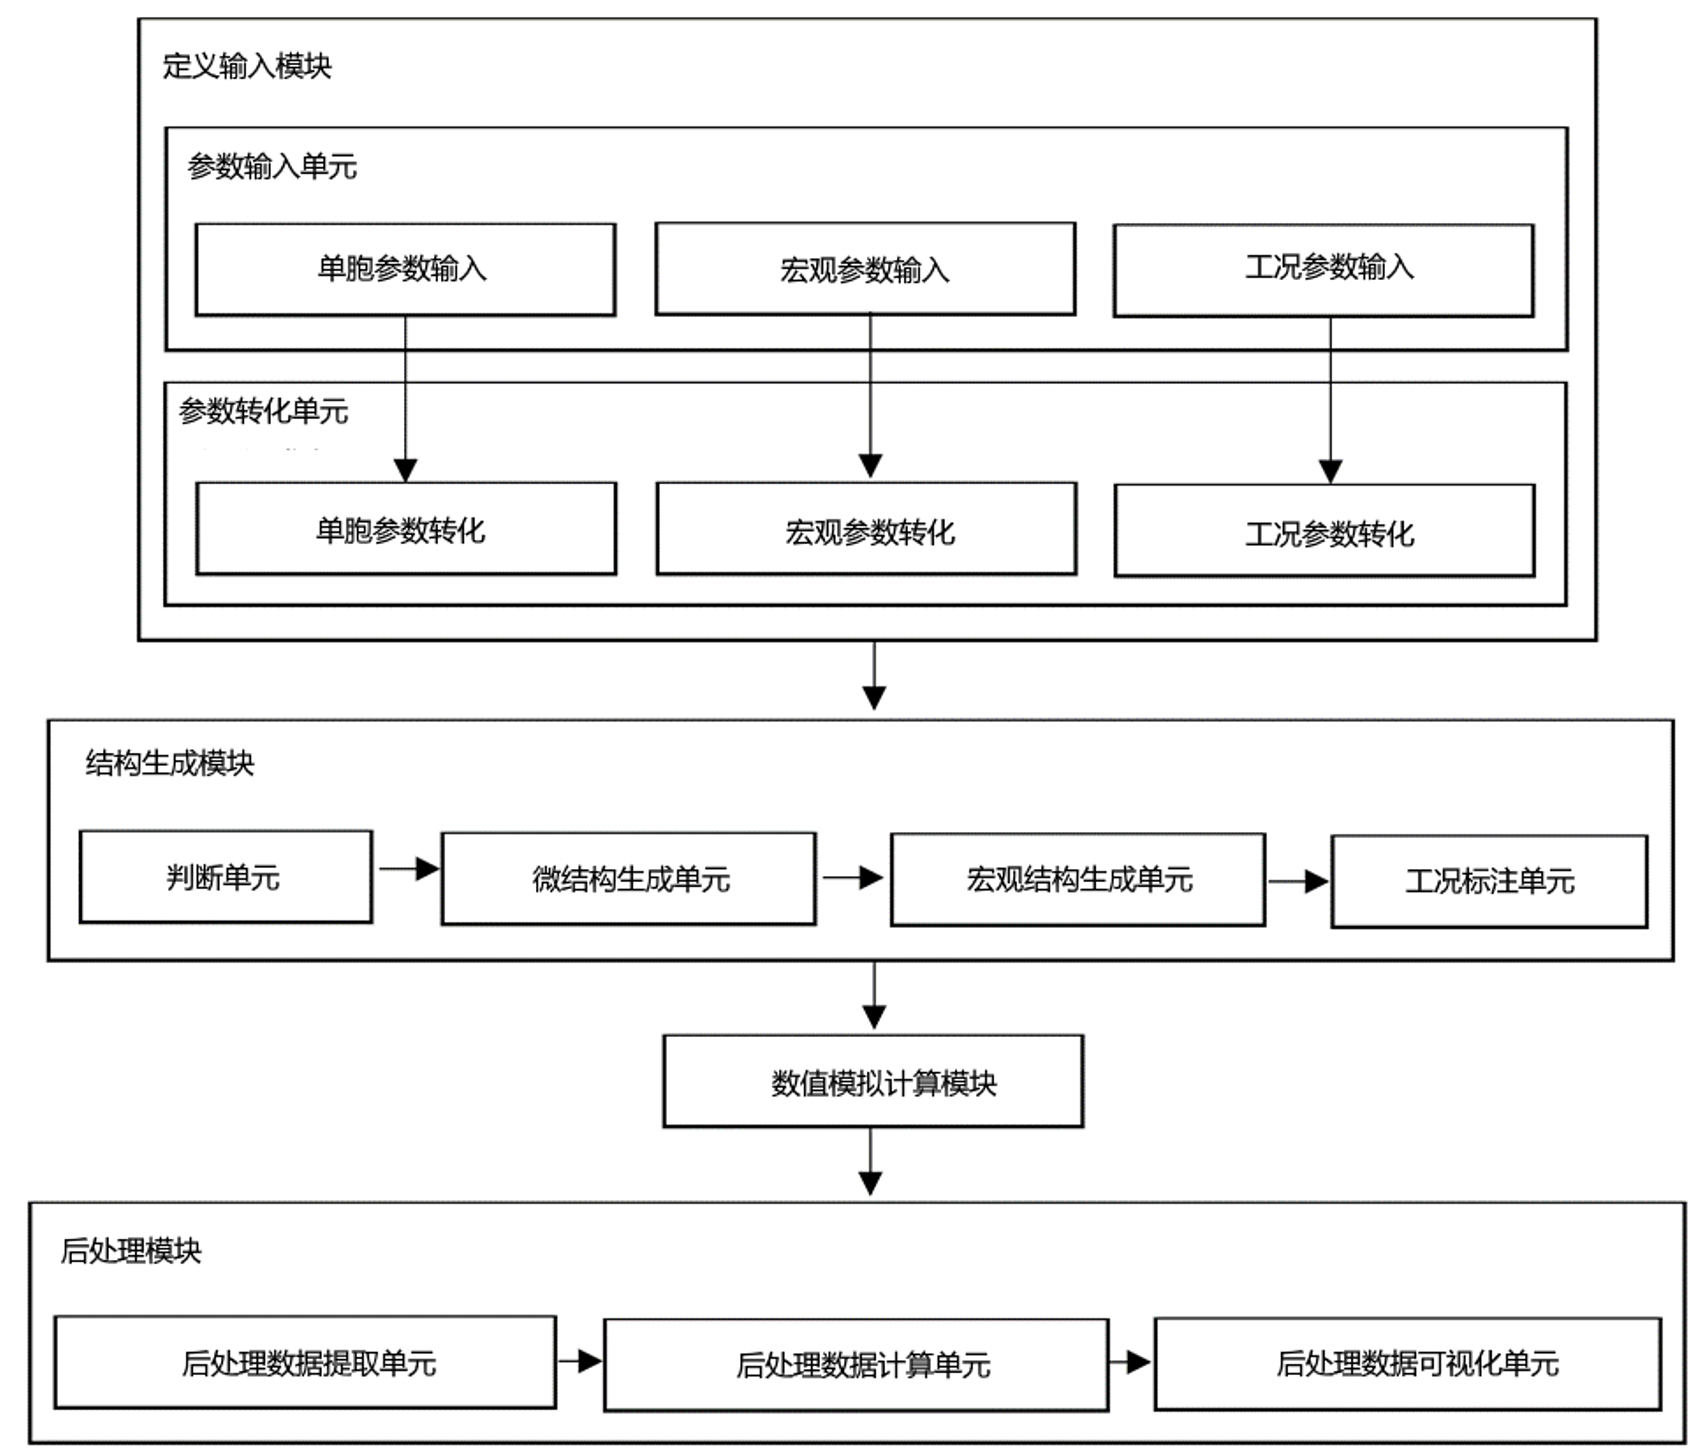 定义输入模块
参数输入单元
单胞参数输入
宏观参数输入
工况参数输入
参数转化单元
单胞参数转化
宏观参数转化
工况参数转化
结构生成模块
判断单元
微结构生成单元
宏观结构生成单元
工况标注单元
数值模拟计算模块
后处理模块
后处理数据提取单元
后处理数据计算单元
后处理数据可视化单元